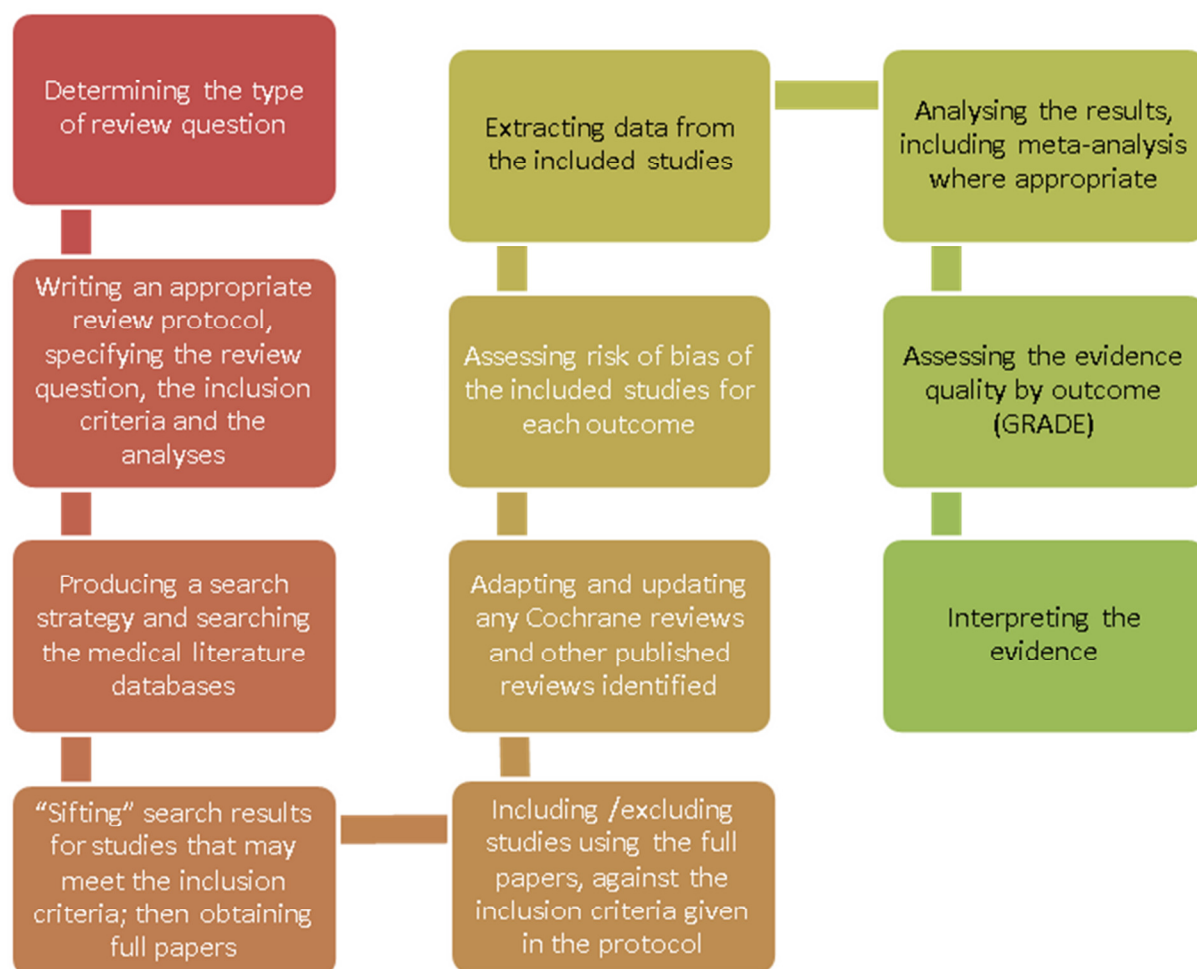 Determining the type
of review question
Writing an appropriate
review protocol,
specifying the review
question, the inclusion
criteria and the
analyses
Producing a search
strategy and searching
the medical literature
databases
“Sifting” search results
for studies that may
meet the inclusion
criteria; then obtaining
full papers
Including /excluding
studies using the full
papers, against the
inclusion criteria given
in the protocol
Adapting and updating
any Cochrane reviews
and other published
reviews identified
Assessing risk of bias of
the included studies for
each outcome
Extracting data from
the included studies
Analysing the results,
including meta-analysis
where appropriate
Assessing the evidence
quality by outcome
(GRADE)
Interpreting the
evidence